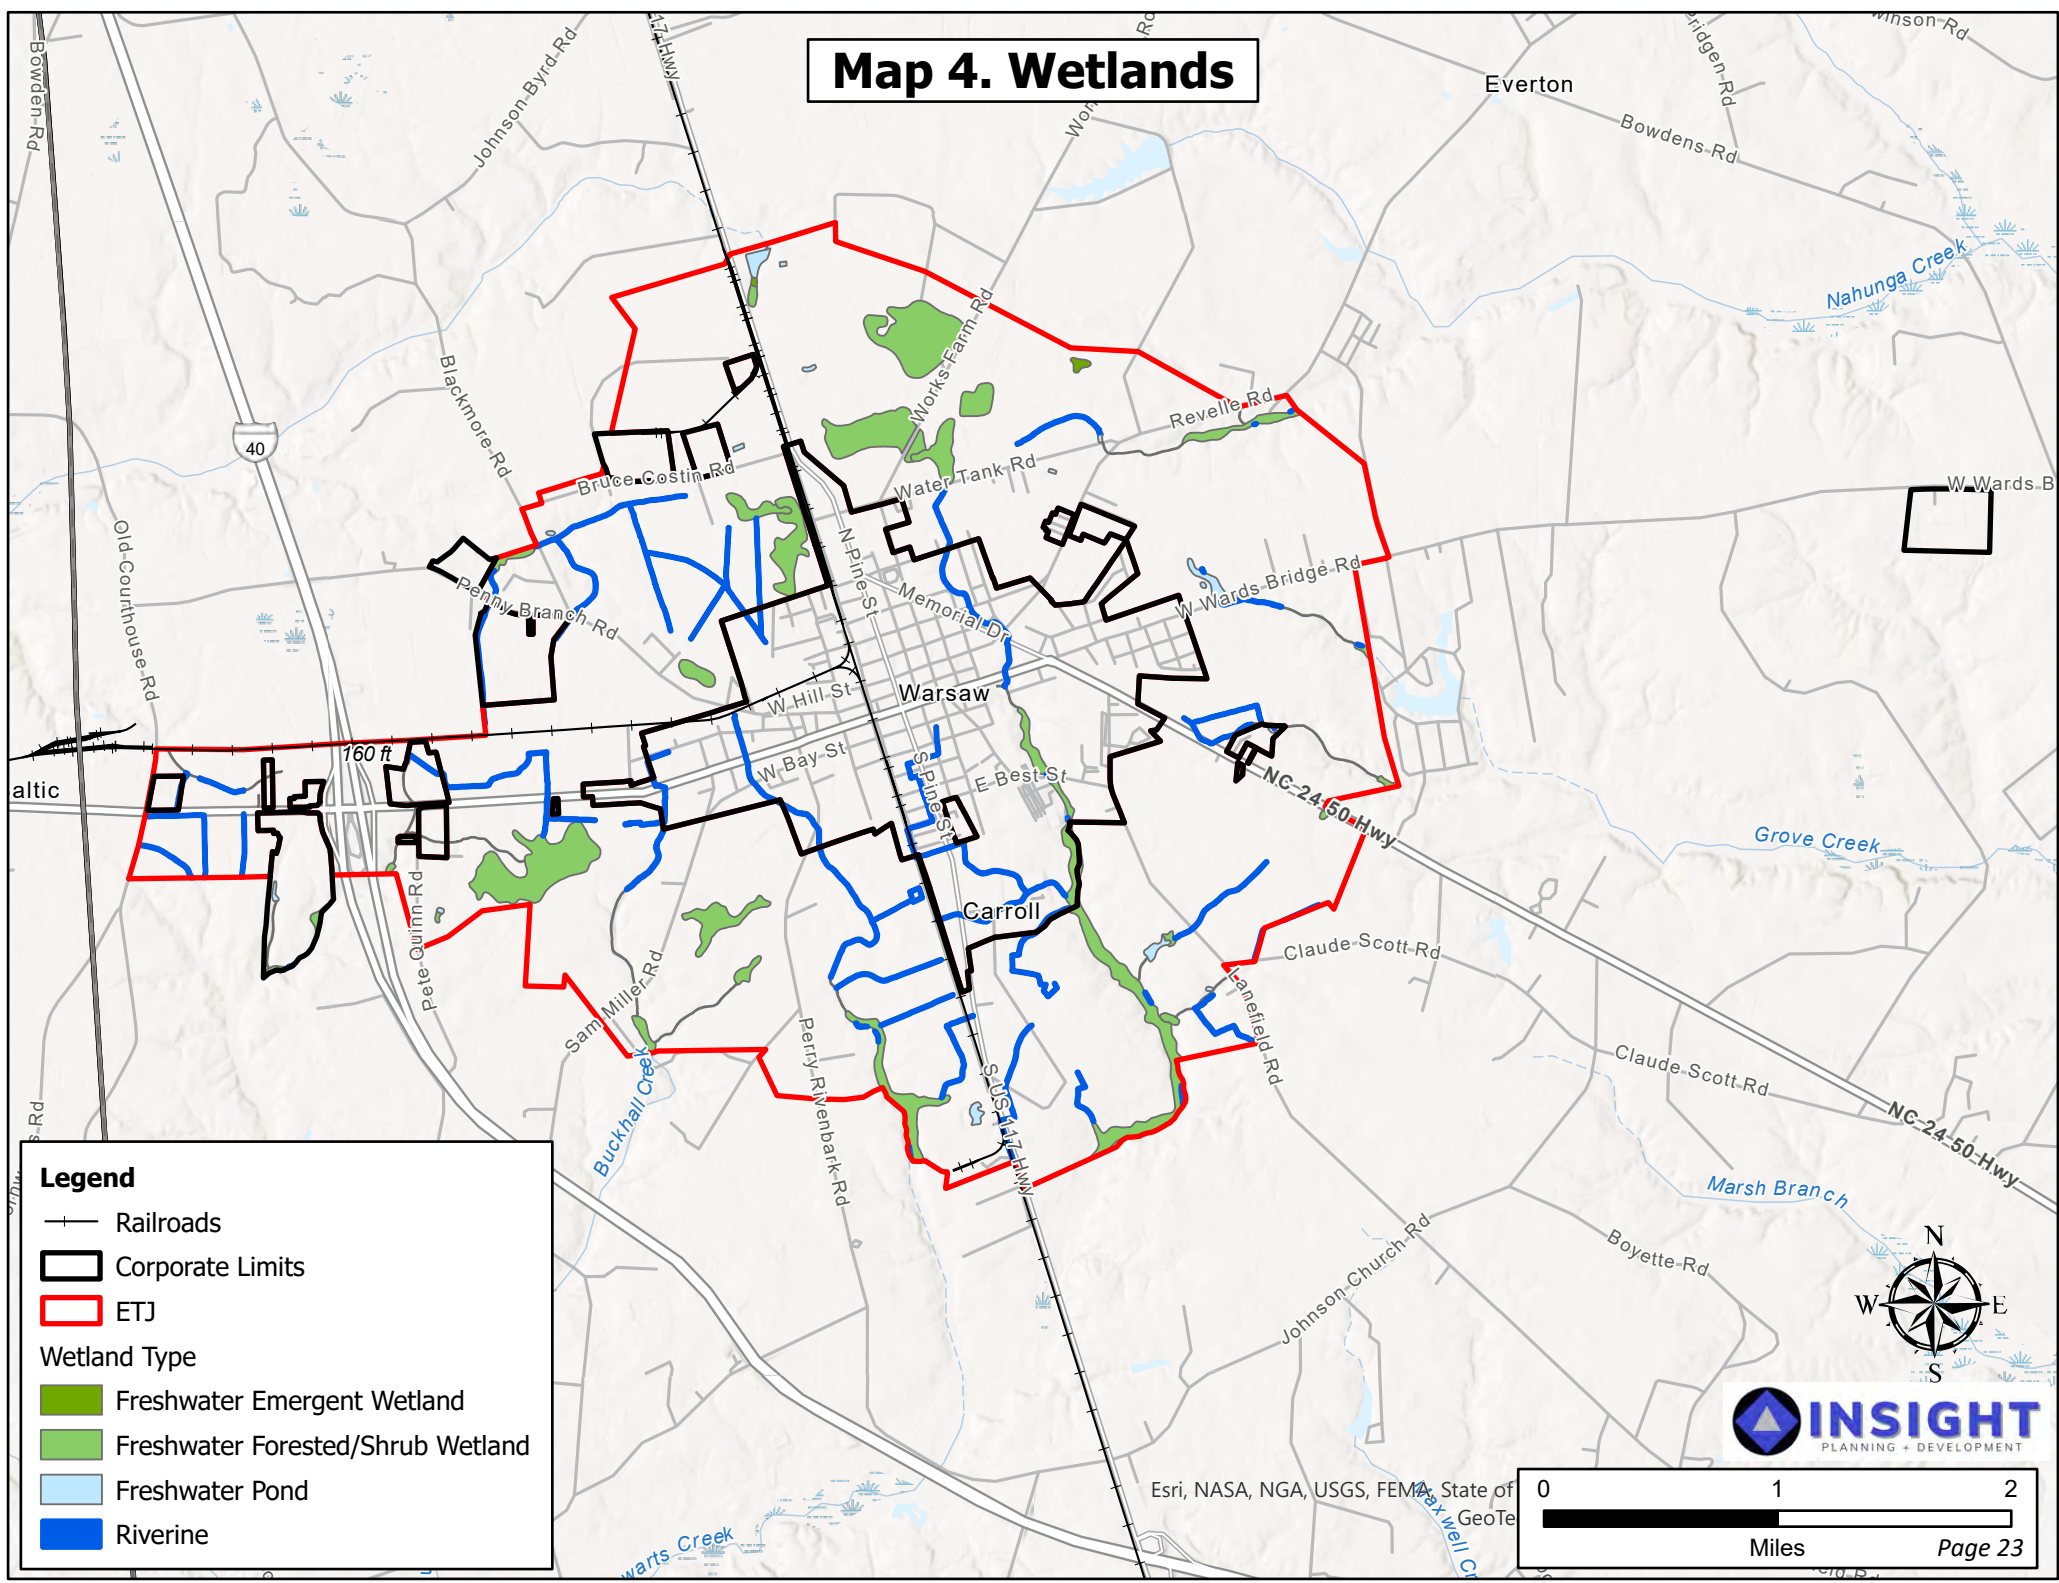 Map 4. Wetlands
Bowden Rd
Johnson Byrd Rd
Everton
Bowdens Rd
Nahunga Creek
40
Blackmore Rd
Works Farm Rd
Revelle Rd
Bruce Costin Rd
Water Tank Rd
W Wards B
Old Courthouse Rd
N Pine St
Penny Branch Rd
Memorial Dr
W Wards Bridge Rd
W Hill St
Warsaw
160 ft
W Bay St
S Pine St
E Best St
NC 24 50 Hwy
altic
Grove Creek
Pete Quinn Rd
Carroll
Claude Scott Rd
Sam Miller Rd
Lanefield Rd
Perry Rivenbark Rd
S US 117 Hwy
Buckhall Creek
Claude Scott Rd
NC 24 50 Hwy
Marsh Branch
Johnson Church Rd
Boyette Rd
Legend
Railroads
Corporate Limits
ETJ
Wetland Type
Freshwater Emergent Wetland
Freshwater Forested/Shrub Wetland
Freshwater Pond
Riverine
N
W
E
S
INSIGHT
PLANNING + DEVELOPMENT
Esri, NASA, NGA, USGS, FEMA, State of
GeoTe
warts Creek
Maxwell Cr
0 1 2
Miles
Page 23